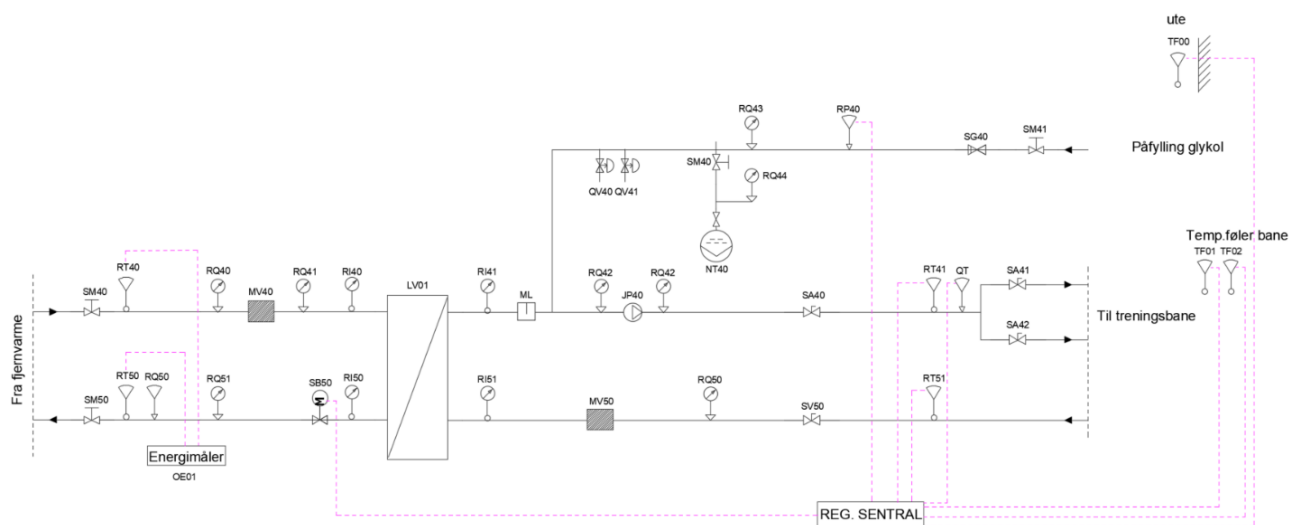 ute
TF00
RQ43
RP40
SG40
SM41
Påfylling glykol
SM40
RQ44
QV40
QV41
NT40
Temp.føler bane
TF01
TF02
RT40
SM40
RQ40
MV40
RQ41
RI40
LV01
RI41
ML
RQ42
JP40
RQ42
SA40
RT41
QT
SA41
SA42
Til treningsbane
Fra fjernvarme
SM50
RT50
RQ50
RQ51
SB50
M
RI50
RI51
MV50
RQ50
SV50
RT51
Energimåler
OE01
REG. SENTRAL